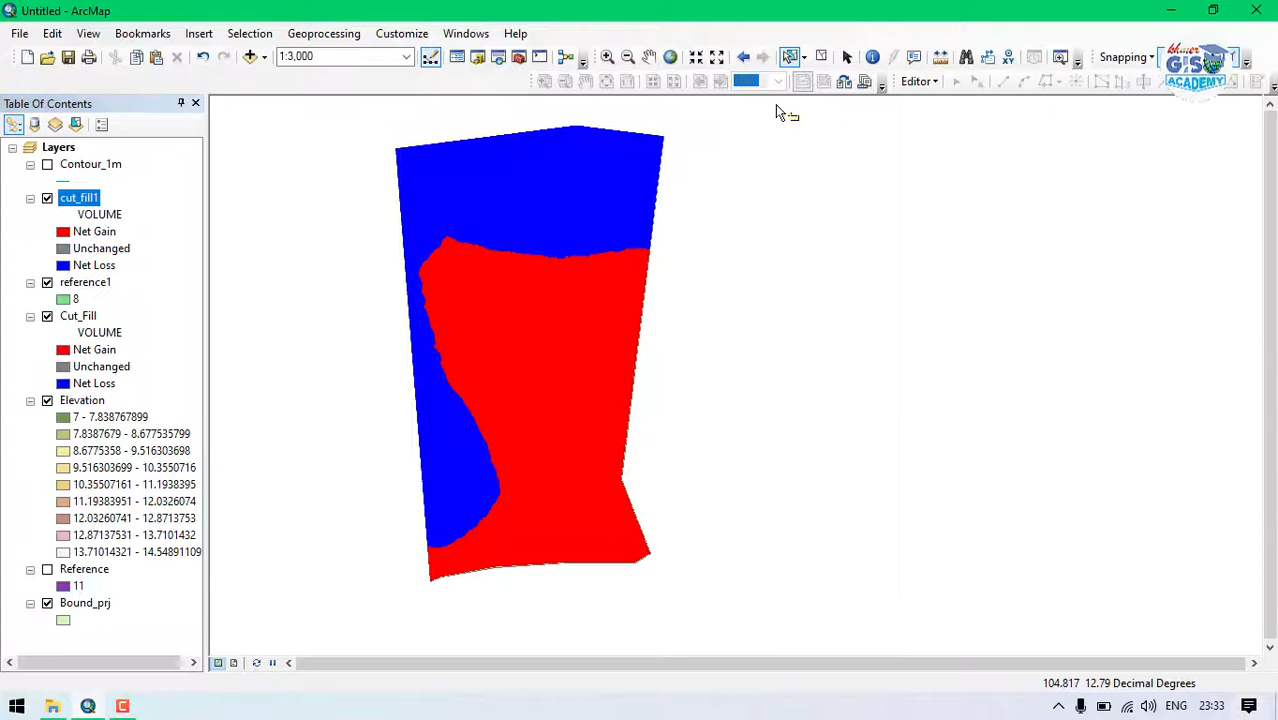 Untitled - ArcMap
File Edit View Bookmarks Insert Selection Geoprocessing Customize Windows Help
1:3,000
Snapping
Editor
khmer
GIS
ACADEMY
Table Of Contents
Layers
Contour_1m
cut_fill1
VOLUME
Net Gain
Unchanged
Net Loss
reference1
8
Cut_Fill
VOLUME
Net Gain
Unchanged
Net Loss
Elevation
7 - 7.838767899
7.8387679 - 8.677535799
8.6775358 - 9.516303698
9.516303699 - 10.3550716
10.35507161 - 11.1938395
11.19383951 - 12.0326074
12.03260741 - 12.8713753
12.87137531 - 13.7101432
13.71014321 - 14.54891109
Reference
11
Bound_prj
104.817 12.79 Decimal Degrees
ENG
23:33